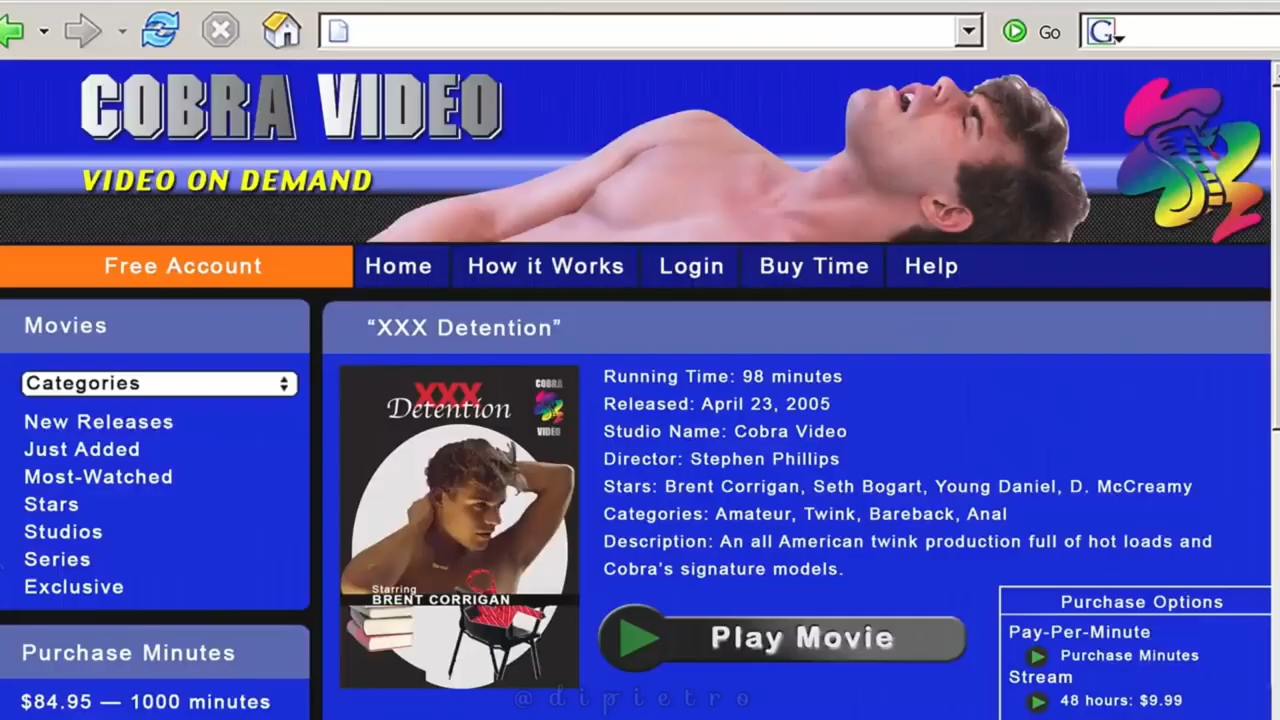 Go
G
COBRA VIDEO
VIDEO ON DEMAND
Free Account
Home
How it Works
Login
Buy Time
Help
Movies
Categories
New Releases
Just Added
Most-Watched
Stars
Studios
Series
Exclusive
Purchase Minutes
$84.95 — 1000 minutes
“XXX Detention”
XXX
Detention
COBRA
VIDEO
Starring
BRENT CORRIGAN
Running Time: 98 minutes
Released: April 23, 2005
Studio Name: Cobra Video
Director: Stephen Phillips
Stars: Brent Corrigan, Seth Bogart, Young Daniel, D. McCreamy
Categories: Amateur, Twink, Bareback, Anal
Description: An all American twink production full of hot loads and
Cobra’s signature models.
Play Movie
Purchase Options
Pay-Per-Minute
Purchase Minutes
Stream
48 hours: $9.99
@dipietro